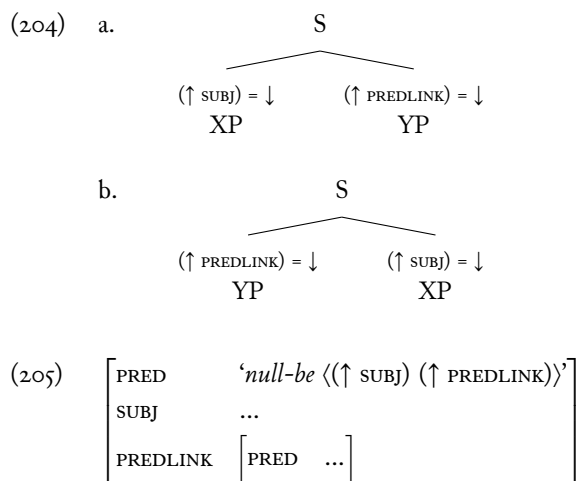 (204) a. S
(↑ SUBJ) = ↓ (↑ PREDLINK) = ↓
XP YP
b. S
(↑ PREDLINK) = ↓ (↑ SUBJ) = ↓
YP XP
(205) PRED ‘null-be ⟨(↑ SUBJ) (↑ PREDLINK)⟩’
SUBJ ...
PREDLINK [PRED ...]